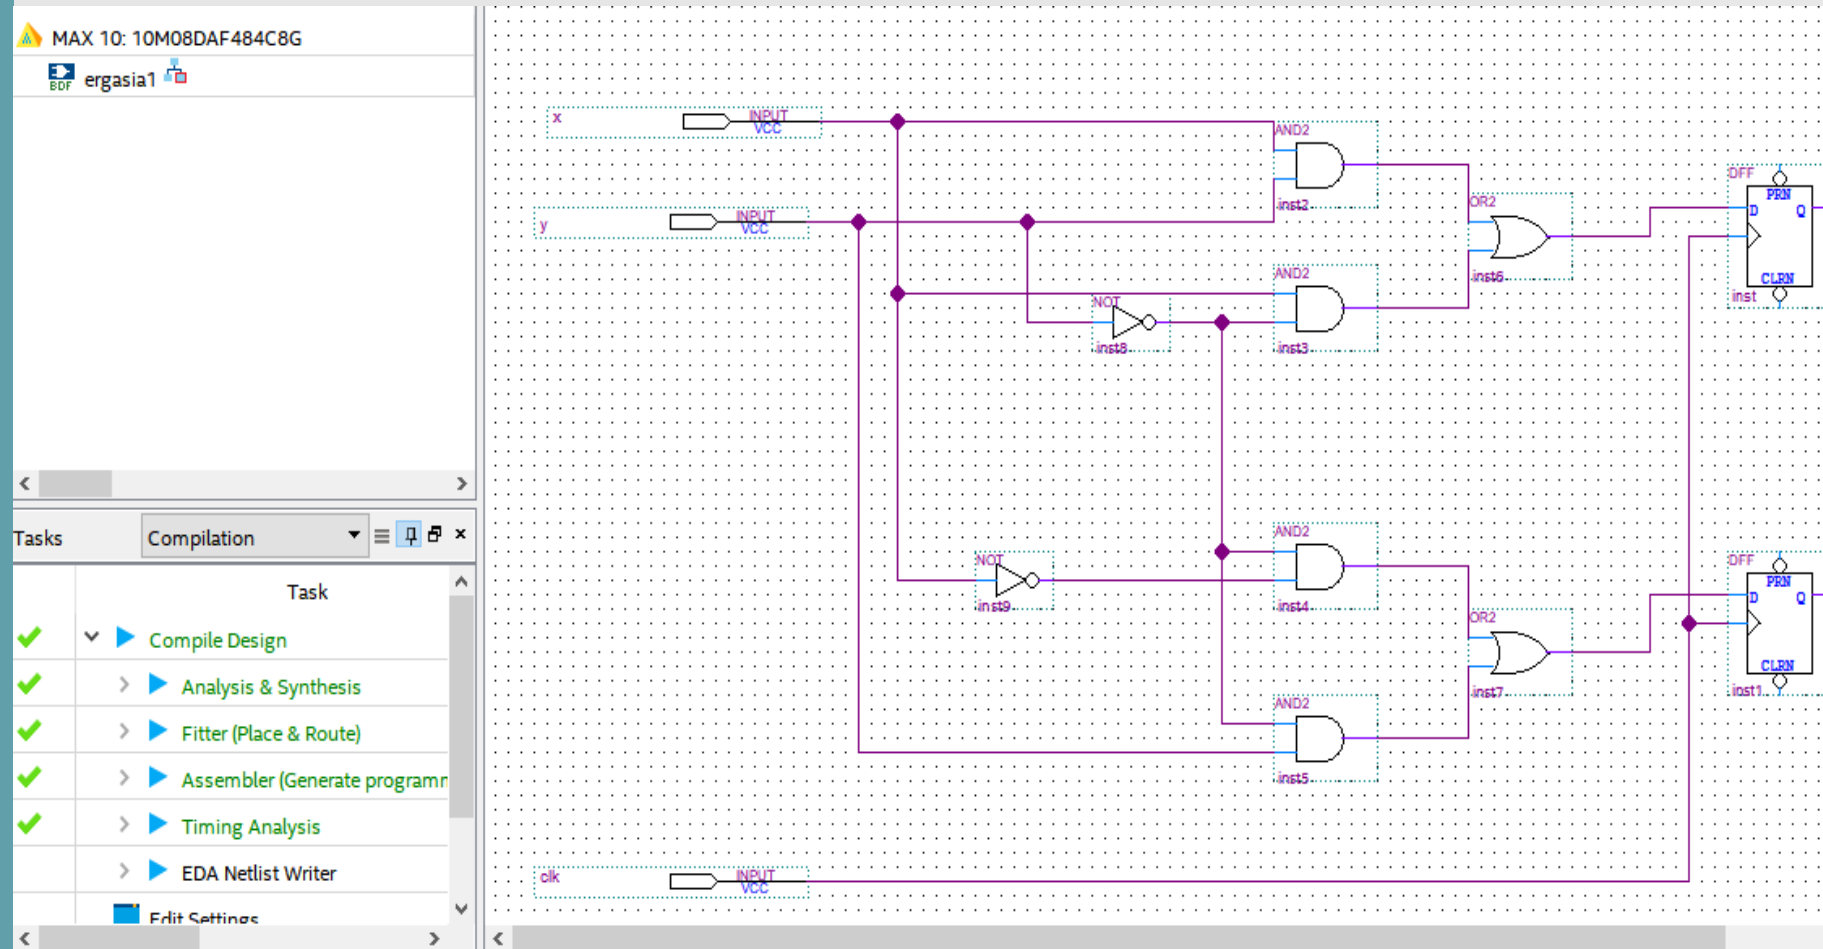 MAX 10: 10M08DAF484C8G
BDF ergasia1
Tasks
Compilation
Task
Compile Design
Analysis & Synthesis
Fitter (Place & Route)
Assembler (Generate programm
Timing Analysis
EDA Netlist Writer
Edit Settings
x
INPUT
VCC
y
INPUT
VCC
clk
INPUT
VCC
NOT
inst8
NOT
inst9
AND2
inst2
AND2
inst3
AND2
inst4
AND2
inst5
OR2
inst6
OR2
inst7
DFF
PRN
D
Q
CLRN
inst
DFF
PRN
D
Q
CLRN
inst1